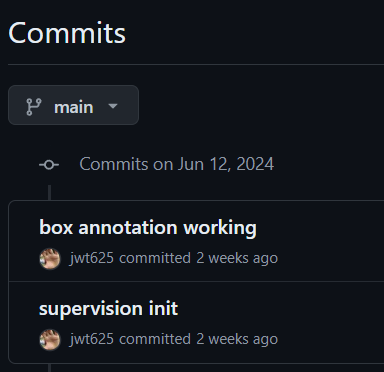 Commits
main
Commits on Jun 12, 2024
box annotation working
jwt625 committed 2 weeks ago
supervision init
jwt625 committed 2 weeks ago